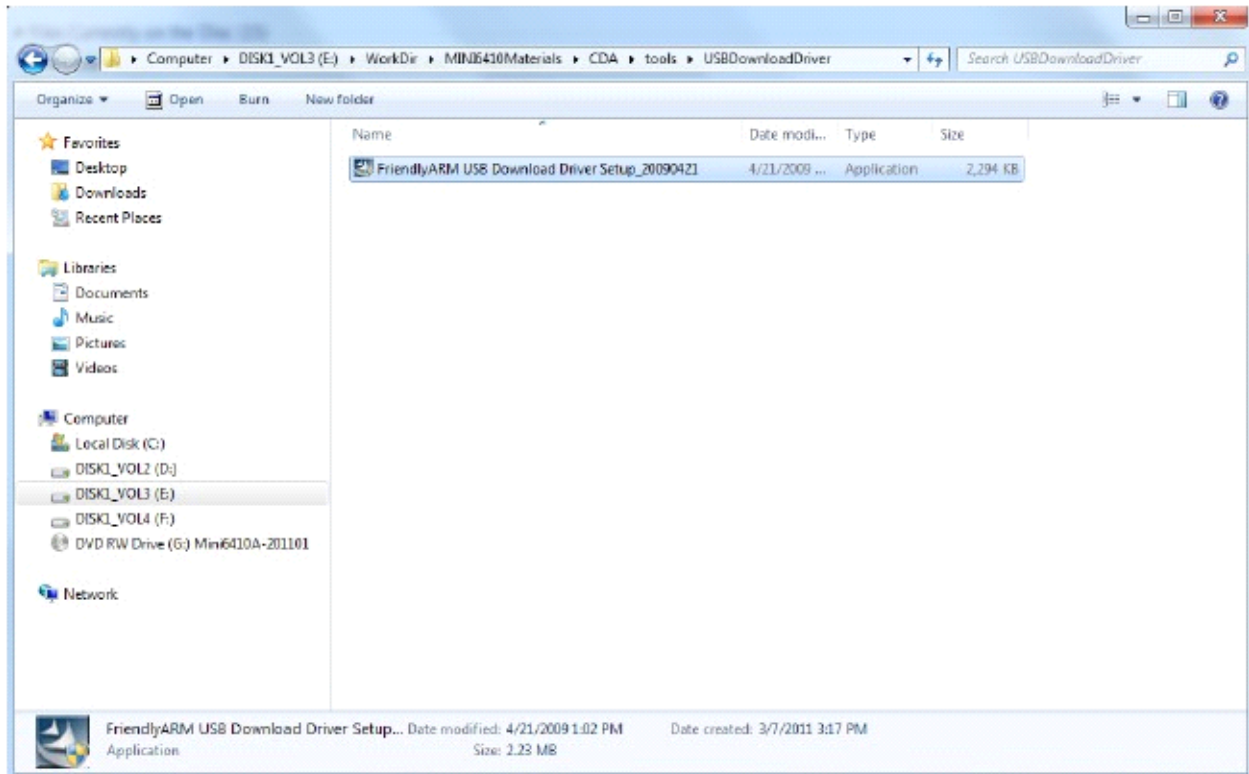 Computer ▸ DISK1_VOL3 (E:) ▸ WorkDir ▸ MINI6410Materials ▸ CDA ▸ tools ▸ USBDownloadDriver
Search USBDownloadDriver
Organize Open Burn New folder
Name Date modi... Type Size
FriendlyARM USB Download Driver Setup_20090421 4/21/2009 ... Application 2,294 KB
Favorites
Desktop
Downloads
Recent Places
Libraries
Documents
Music
Pictures
Videos
Computer
Local Disk (C:)
DISK1_VOL2 (D:)
DISK1_VOL3 (E:)
DISK1_VOL4 (F:)
DVD RW Drive (G:) Mini6410A-201101
Network
FriendlyARM USB Download Driver Setup... Date modified: 4/21/2009 1:02 PM Date created: 3/7/2011 3:17 PM
Application Size: 2.23 MB